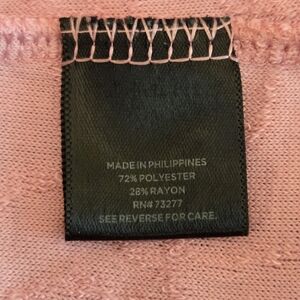 MADE IN PHILIPPINES
72% POLYESTER
28% RAYON
RN# 73277
SEE REVERSE FOR CARE.